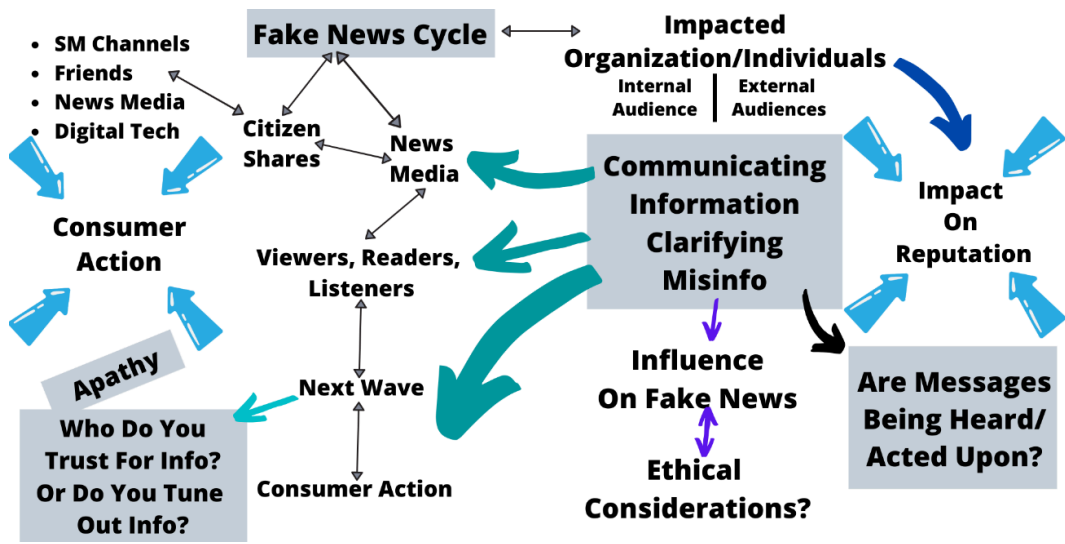 Fake News Cycle
• SM Channels
• Friends
• News Media
• Digital Tech
Citizen
Shares
News
Media
Impacted
Organization/Individuals
Internal
Audience
External
Audiences
Communicating
Information
Clarifying
Misinfo
Impact
On
Reputation
Consumer
Action
Viewers, Readers,
Listeners
Next Wave
Consumer Action
Apathy
Who Do You
Trust For Info?
Or Do You Tune
Out Info?
Influence
On Fake News
Ethical
Considerations?
Are Messages
Being Heard/
Acted Upon?